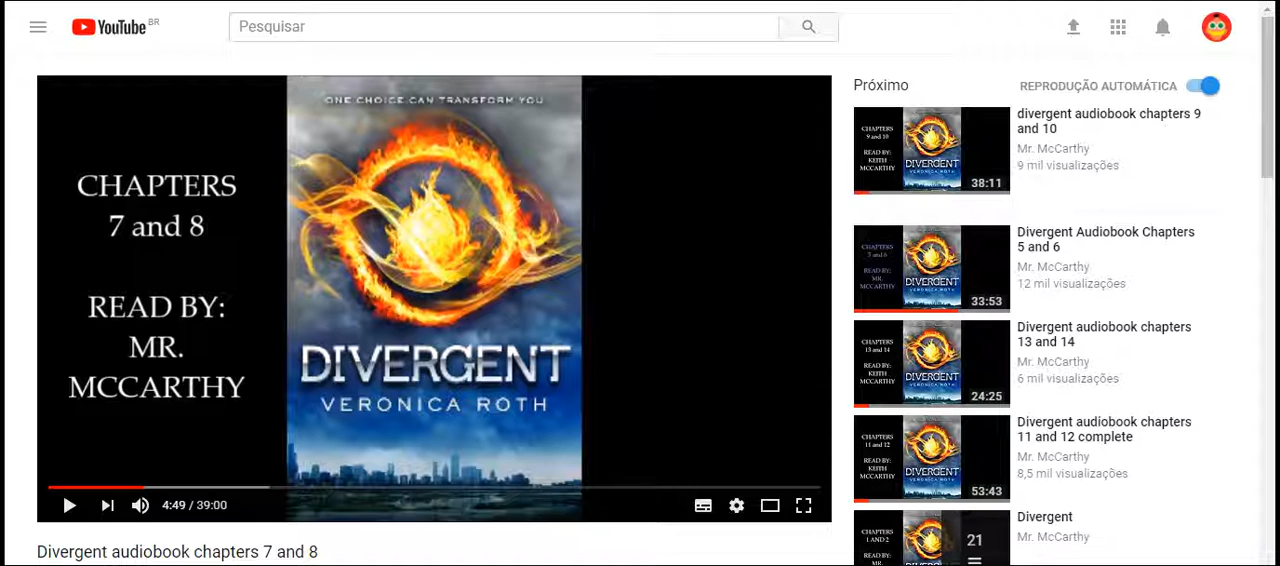 YouTube BR
Pesquisar
ONE CHOICE CAN TRANSFORM YOU
CHAPTERS
7 and 8
READ BY:
MR.
MCCARTHY
DIVERGENT
VERONICA ROTH
4:49 / 39:00
Divergent audiobook chapters 7 and 8
Próximo
REPRODUÇÃO AUTOMÁTICA
CHAPTERS
9 and 10
READ BY:
KEITH
MCCARTHY
DIVERGENT
VERONICA ROTH
38:11
divergent audiobook chapters 9
and 10
Mr. McCarthy
9 mil visualizações
CHAPTERS
5 and 6
READ BY:
MR.
MCCARTHY
DIVERGENT
VERONICA ROTH
33:53
Divergent Audiobook Chapters
5 and 6
Mr. McCarthy
12 mil visualizações
CHAPTERS
13 and 14
READ BY:
KEITH
MCCARTHY
DIVERGENT
VERONICA ROTH
24:25
Divergent audiobook chapters
13 and 14
Mr. McCarthy
6 mil visualizações
CHAPTERS
11 and 12
READ BY:
KEITH
MCCARTHY
DIVERGENT
VERONICA ROTH
53:43
Divergent audiobook chapters
11 and 12 complete
Mr. McCarthy
8,5 mil visualizações
CHAPTERS
1 AND 2
READ BY:
MR.
21
Divergent
Mr. McCarthy